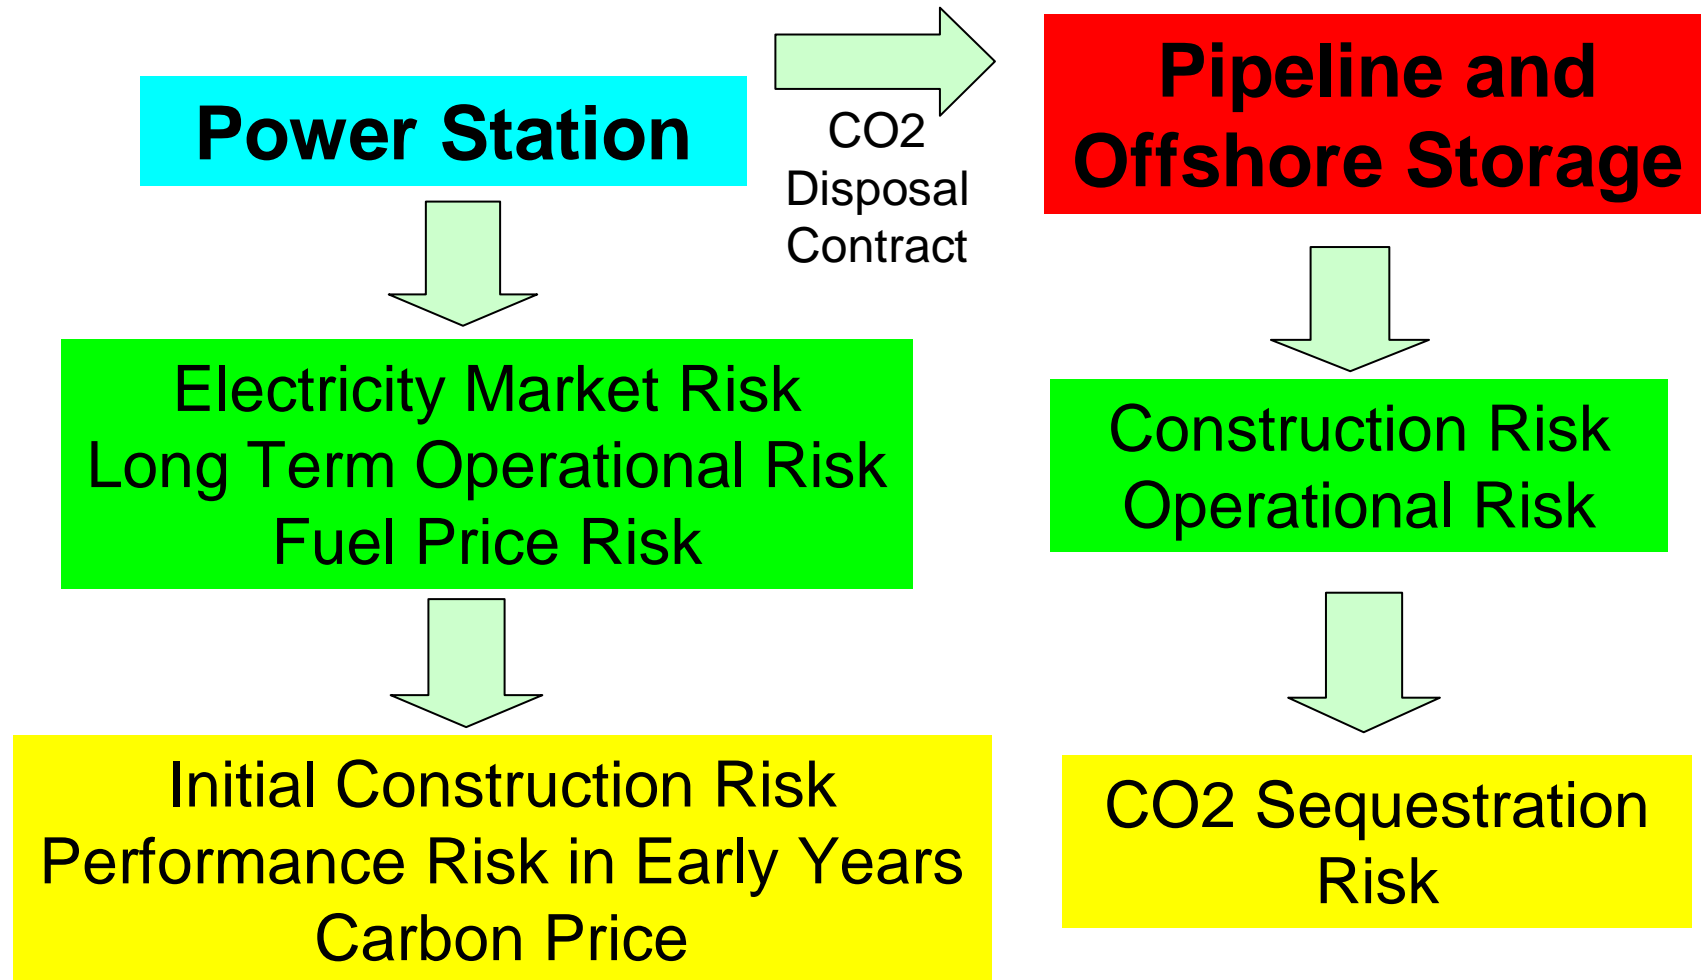 Power Station
CO2
Disposal
Contract
Pipeline and
Offshore Storage
Electricity Market Risk
Long Term Operational Risk
Fuel Price Risk
Construction Risk
Operational Risk
Initial Construction Risk
Performance Risk in Early Years
Carbon Price
CO2 Sequestration
Risk